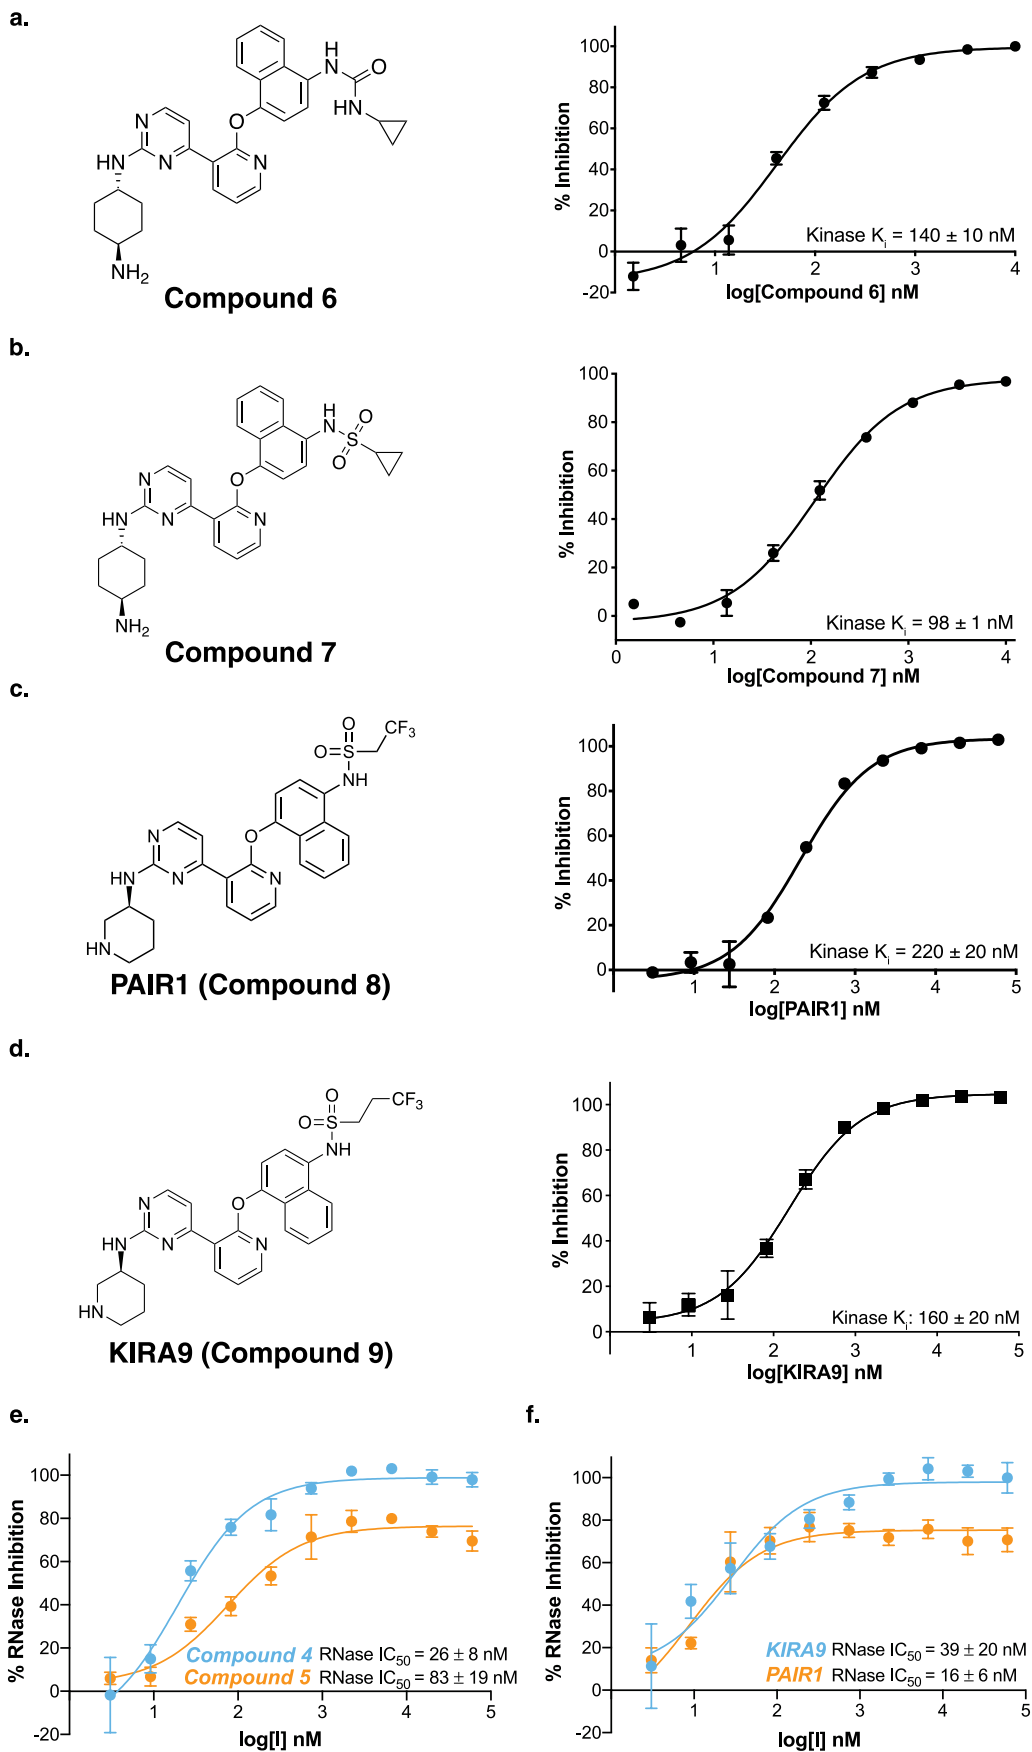 a.
H
N
O
HN
O
N
N
N
HN
NH2
Compound 6
% Inhibition
100
80
60
40
20
0
-20
1
2
3
4
Kinase Ki = 140 ± 10 nM
log[Compound 6] nM
b.
H
N
O
S
O
O
N
N
N
HN
NH2
Compound 7
% Inhibition
100
80
60
40
20
0
0
1
2
3
4
Kinase Ki = 98 ± 1 nM
log[Compound 7] nM
c.
O
CF3
O=S
NH
O
N
N
N
HN
HN
PAIR1 (Compound 8)
% Inhibition
100
80
60
40
20
0
1
2
3
4
5
Kinase Ki = 220 ± 20 nM
log[PAIR1] nM
d.
O
CF3
O=S
NH
O
N
N
N
HN
HN
KIRA9 (Compound 9)
% Inhibition
100
80
60
40
20
0
1
2
3
4
5
Kinase Ki: 160 ± 20 nM
log[KIRA9] nM
e.
% RNase Inhibition
100
80
60
40
20
0
-20
Compound 4 RNase IC50 = 26 ± 8 nM
Compound 5 RNase IC50 = 83 ± 19 nM
1
2
3
4
5
log[I] nM
f.
% RNase Inhibition
100
80
60
40
20
0
-20
KIRA9 RNase IC50 = 39 ± 20 nM
PAIR1 RNase IC50 = 16 ± 6 nM
1
2
3
4
5
log[I] nM